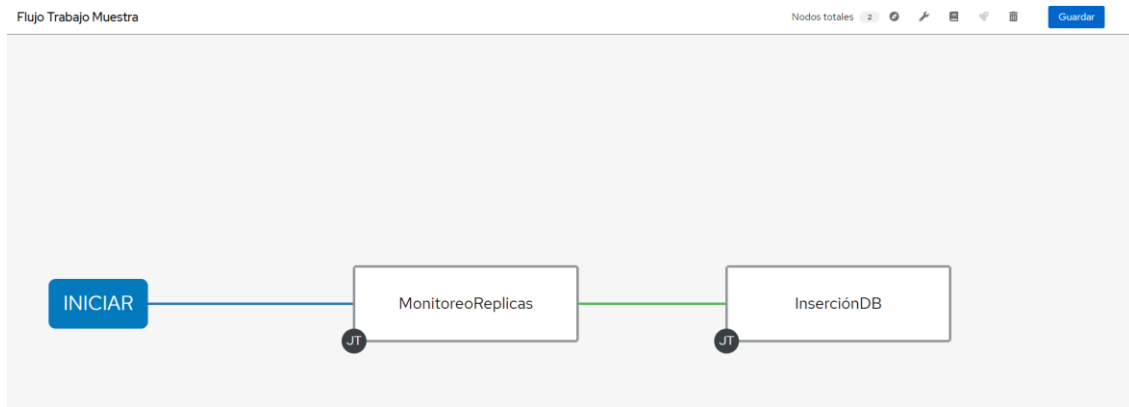 Flujo Trabajo Muestra
Nodos totales 2
Guardar
INICIAR
MonitoreoReplicas
InserciónDB
JT
JT